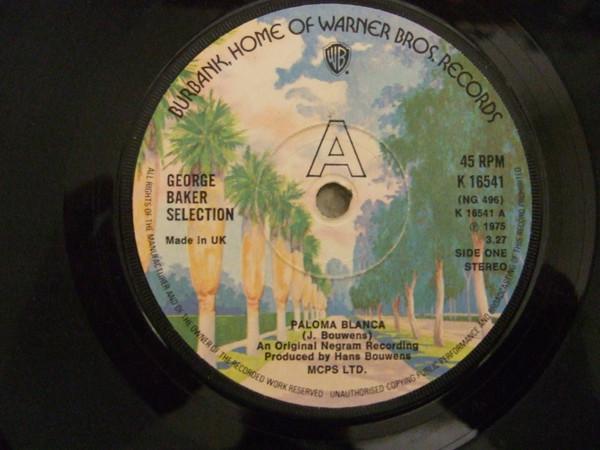 BURBANK, HOME OF WARNER BROS. RECORDS
WB
A
GEORGE
BAKER
SELECTION
Made in UK
45 RPM
K 16541
(NG 496)
K 16541 A
℗ 1975
3.27
SIDE ONE
STEREO
PALOMA BLANCA
(J. Bouwens)
An Original Negram Recording
Produced by Hans Bouwens
MCPS LTD.
ALL RIGHTS OF THE MANUFACTURER AND OF THE OWNER OF THE RECORDED WORK RESERVED · UNAUTHORISED COPYING PUBLIC PERFORMANCE AND BROADCASTING OF THIS RECORD PROHIBITED